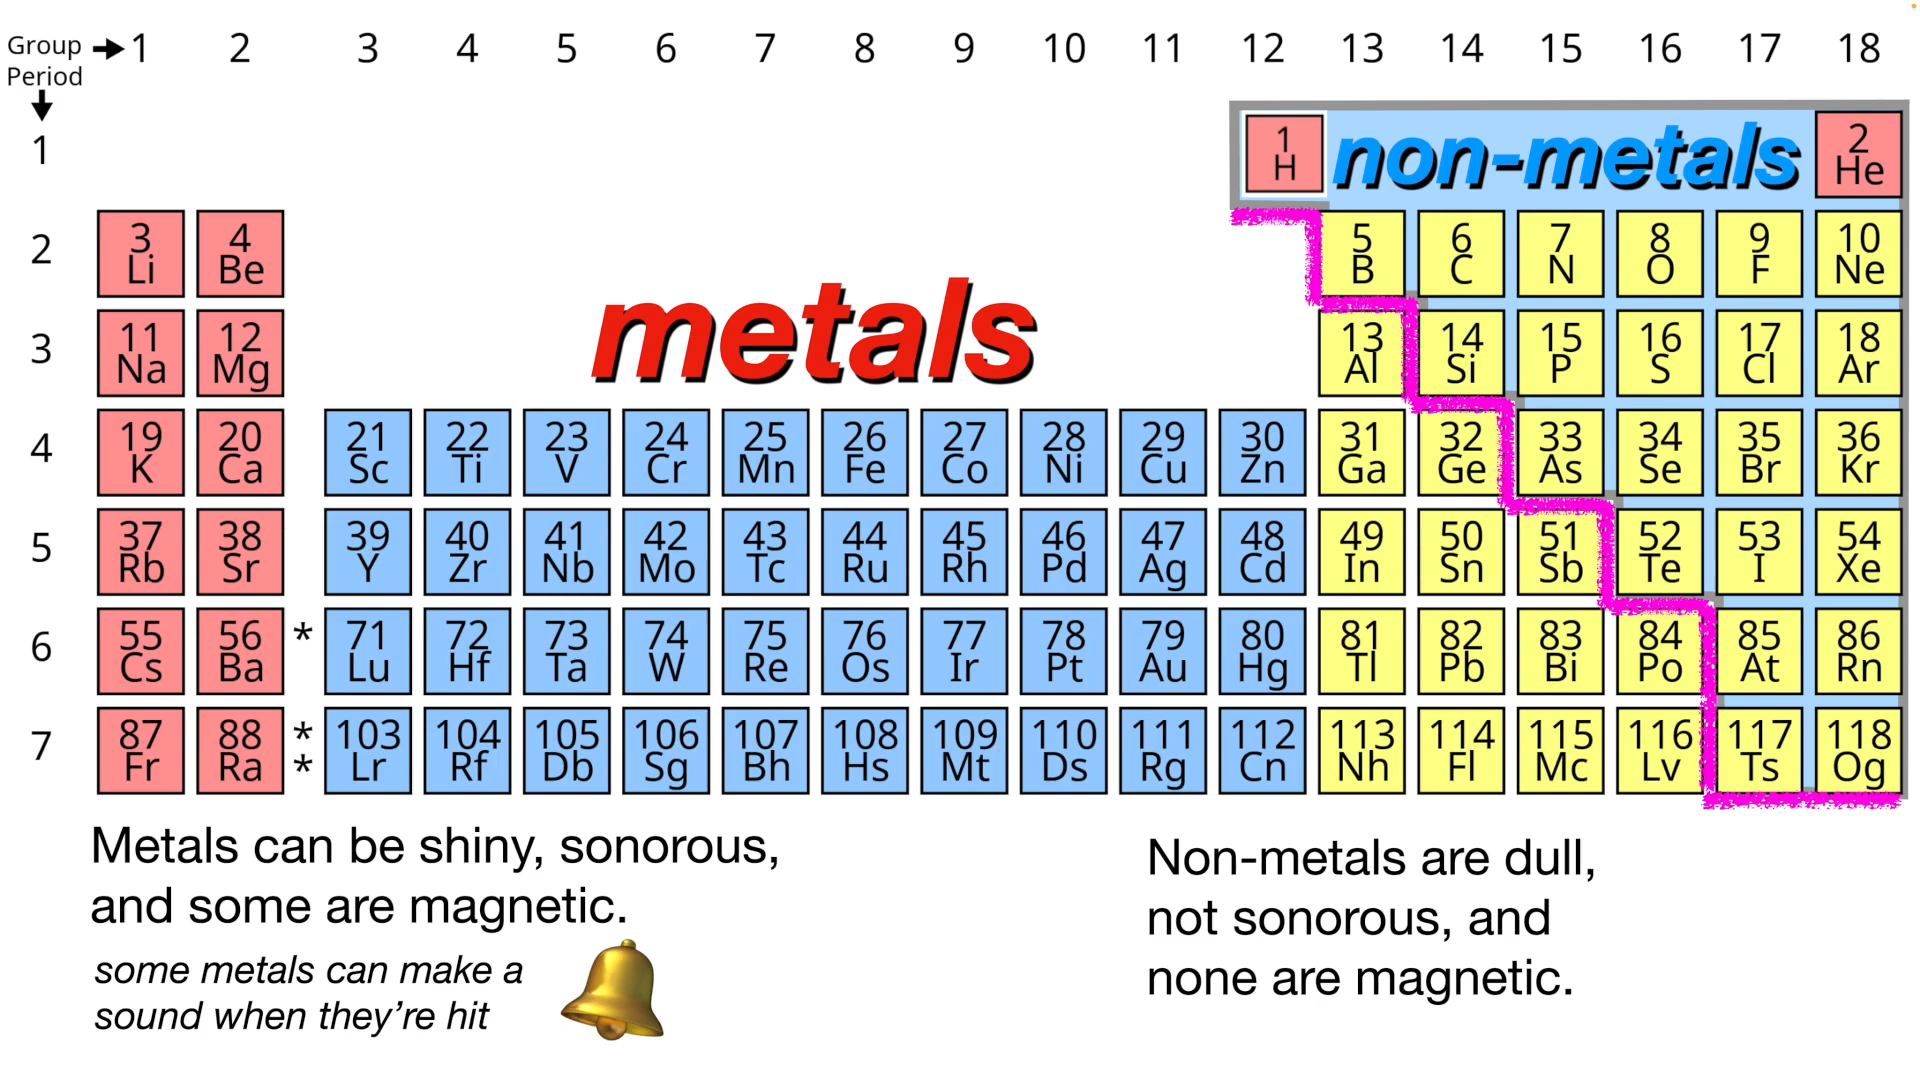 Group → 1 2 3 4 5 6 7 8 9 10 11 12 13 14 15 16 17 18
Period
↓
1
1 2
H non-metals He
2
3 4 5 6 7 8 9 10
Li Be B C N O F Ne
metals
3
11 12 13 14 15 16 17 18
Na Mg Al Si P S Cl Ar
4
19 20 21 22 23 24 25 26 27 28 29 30 31 32 33 34 35 36
K Ca Sc Ti V Cr Mn Fe Co Ni Cu Zn Ga Ge As Se Br Kr
5
37 38 39 40 41 42 43 44 45 46 47 48 49 50 51 52 53 54
Rb Sr Y Zr Nb Mo Tc Ru Rh Pd Ag Cd In Sn Sb Te I Xe
6
55 56 * 71 72 73 74 75 76 77 78 79 80 81 82 83 84 85 86
Cs Ba Lu Hf Ta W Re Os Ir Pt Au Hg Tl Pb Bi Po At Rn
7
87 88 * 103 104 105 106 107 108 109 110 111 112 113 114 115 116 117 118
Fr Ra * Lr Rf Db Sg Bh Hs Mt Ds Rg Cn Nh Fl Mc Lv Ts Og
Metals can be shiny, sonorous,
and some are magnetic.
some metals can make a
sound when they're hit
Non-metals are dull,
not sonorous, and
none are magnetic.